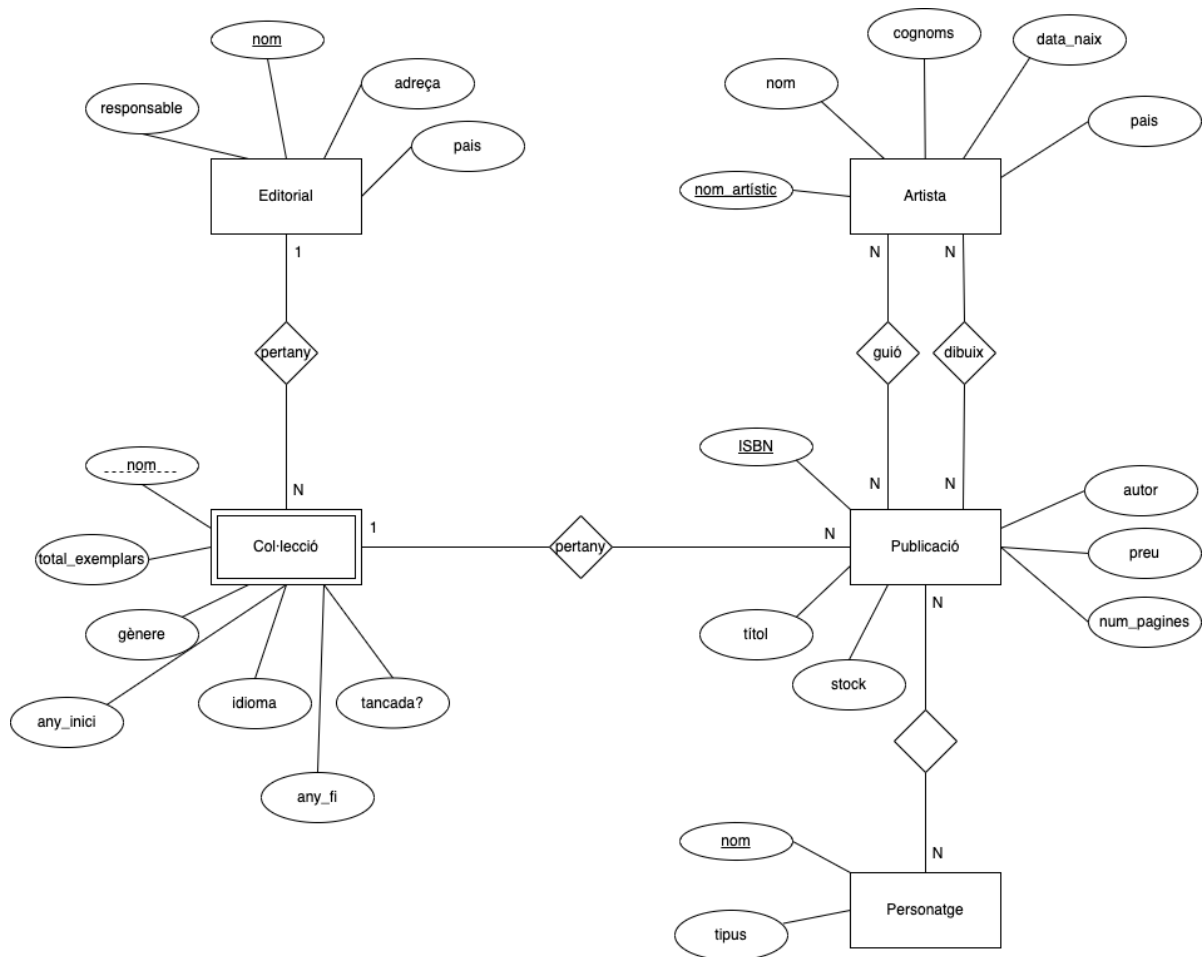 nom
responsable
adreça
pais
Editorial
1
pertany
N
nom
total_exemplars
gènere
any_inici
idioma
tancada?
any_fi
Col·lecció
1
pertany
N
cognoms
data_naix
nom
pais
nom_artístic
Artista
N
N
guió
dibuix
N
N
ISBN
autor
Publicació
preu
num_pagines
títol
stock
N
N
nom
Personatge
tipus